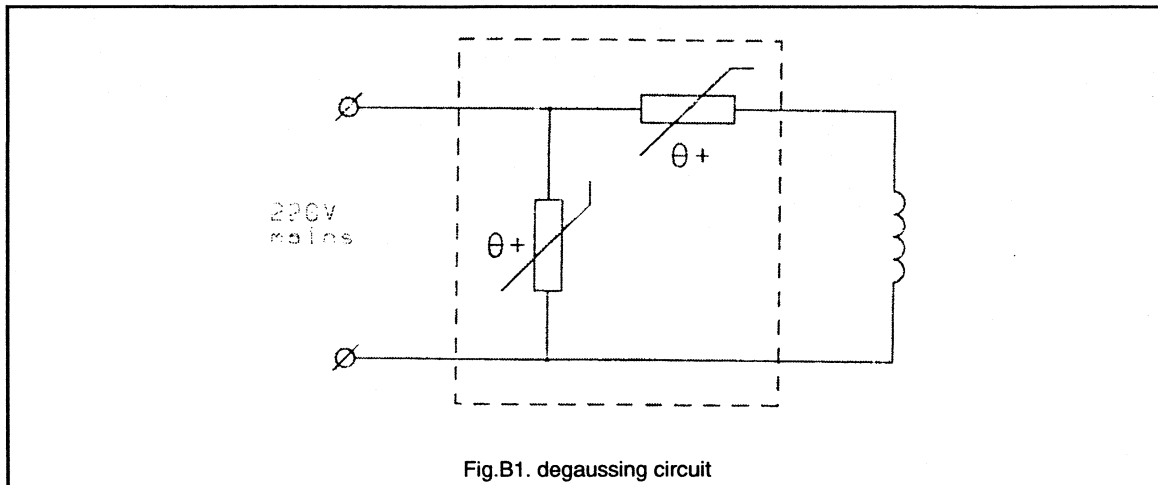 θ+
θ+
220V
mains
Fig.B1. degaussing circuit